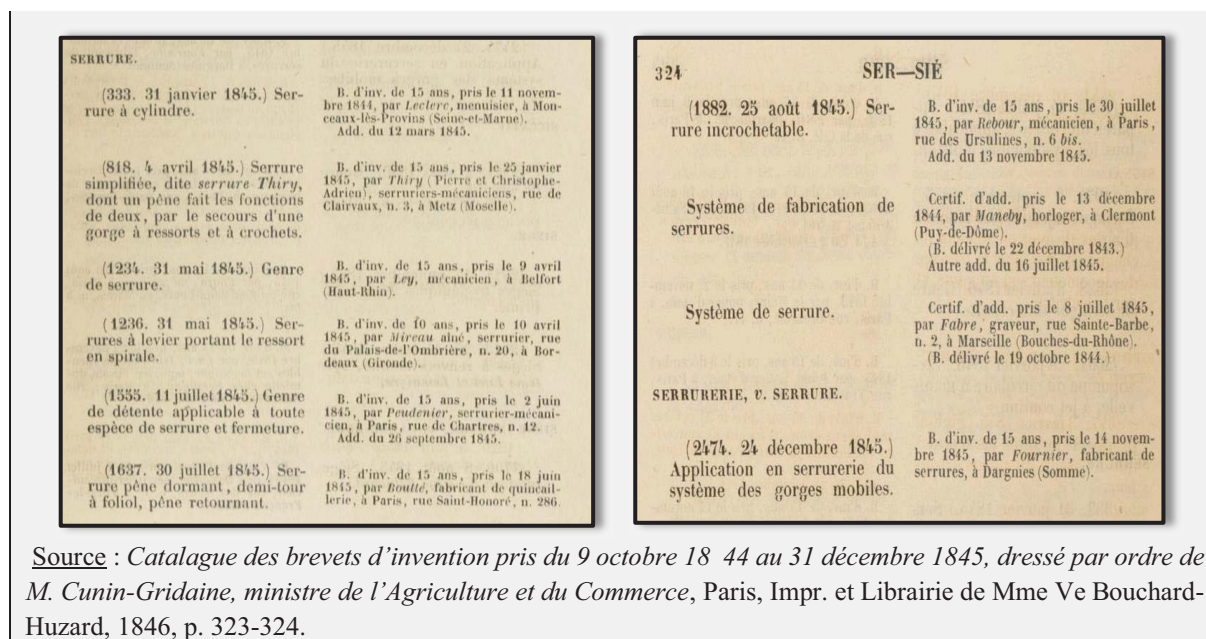 SERRURE.
(333. 31 janvier 1845.) Ser-
rure à cylindre.
B. d'inv. de 15 ans, pris le 11 novem-
bre 1844, par Leclerc, menuisier, à Mon-
ceaux-lès-Provins (Seine-et-Marne).
Add. du 12 mars 1845.
(818. 4 avril 1845.) Serrure
simplifiée, dite serrure Thiry,
dont un pêne fait les fonctions
de deux, par le secours d'une
gorge à ressorts et à crochets.
B. d'inv. de 15 ans, pris le 25 janvier
1845, par Thiry (Pierre et Christophe-
Adrien), serruriers-mécaniciens, rue de
Clairvaux, n. 3, à Metz (Moselle).
(1234. 31 mai 1845.) Genre
de serrure.
B. d'inv. de 15 ans, pris le 9 avril
1845, par Ley, mécanicien, à Belfort
(Haut-Rhin).
(1236. 31 mai 1845.) Ser-
rures à levier portant le ressort
en spirale.
B. d'inv. de 10 ans, pris le 10 avril
1845, par Mireau aîné, serrurier, rue
du Palais-de-l'Ombrière, n. 20, à Bor-
deaux (Gironde).
(1555. 11 juillet 1845.) Genre
de détente applicable à toute
espèce de serrure et fermeture.
B. d'inv. de 15 ans, pris le 2 juin
1845, par Peudenier, serrurier-mécani-
cien, à Paris, rue de Chartres, n. 12.
Add. du 26 septembre 1845.
(1637. 30 juillet 1845.) Ser-
rure pêne dormant, demi-tour
à foliol, pêne retournant.
B. d'inv. de 15 ans, pris le 18 juin
1845, par Boutté, fabricant de quincail-
lerie, à Paris, rue Saint-Honoré, n. 286.
324 SER—SIÉ
(1882. 25 août 1845.) Ser-
rure incrochetable.
B. d'inv. de 15 ans, pris le 30 juillet
1845, par Rebour, mécanicien, à Paris,
rue des Ursulines, n. 6 bis.
Add. du 13 novembre 1845.
Système de fabrication de
serrures.
Certif. d'add. pris le 13 décembre
1844, par Maneby, horloger, à Clermont
(Puy-de-Dôme).
(B. délivré le 22 décembre 1843.)
Autre add. du 16 juillet 1845.
Système de serrure.
Certif. d'add. pris le 8 juillet 1845,
par Fabre, graveur, rue Sainte-Barbe,
n. 2, à Marseille (Bouches-du-Rhône).
(B. délivré le 19 octobre 1844.)
SERRURERIE, v. SERRURE.
(2474. 24 décembre 1845.)
Application en serrurerie du
système des gorges mobiles.
B. d'inv. de 15 ans, pris le 14 novem-
bre 1845, par Fournier, fabricant de
serrures, à Dargnies (Somme).
Source : Catalague des brevets d'invention pris du 9 octobre 18 44 au 31 décembre 1845, dressé par ordre de
M. Cunin-Gridaine, ministre de l'Agriculture et du Commerce, Paris, Impr. et Librairie de Mme Ve Bouchard-
Huzard, 1846, p. 323-324.